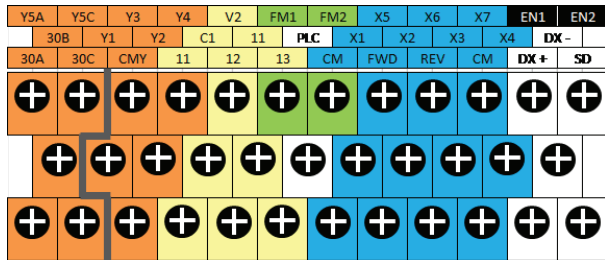 Y5A Y5C Y3 Y4 V2 FM1 FM2 X5 X6 X7 EN1 EN2
30B Y1 Y2 C1 11 PLC X1 X2 X3 X4 DX -
30A 30C CMY 11 12 13 CM FWD REV CM DX + SD